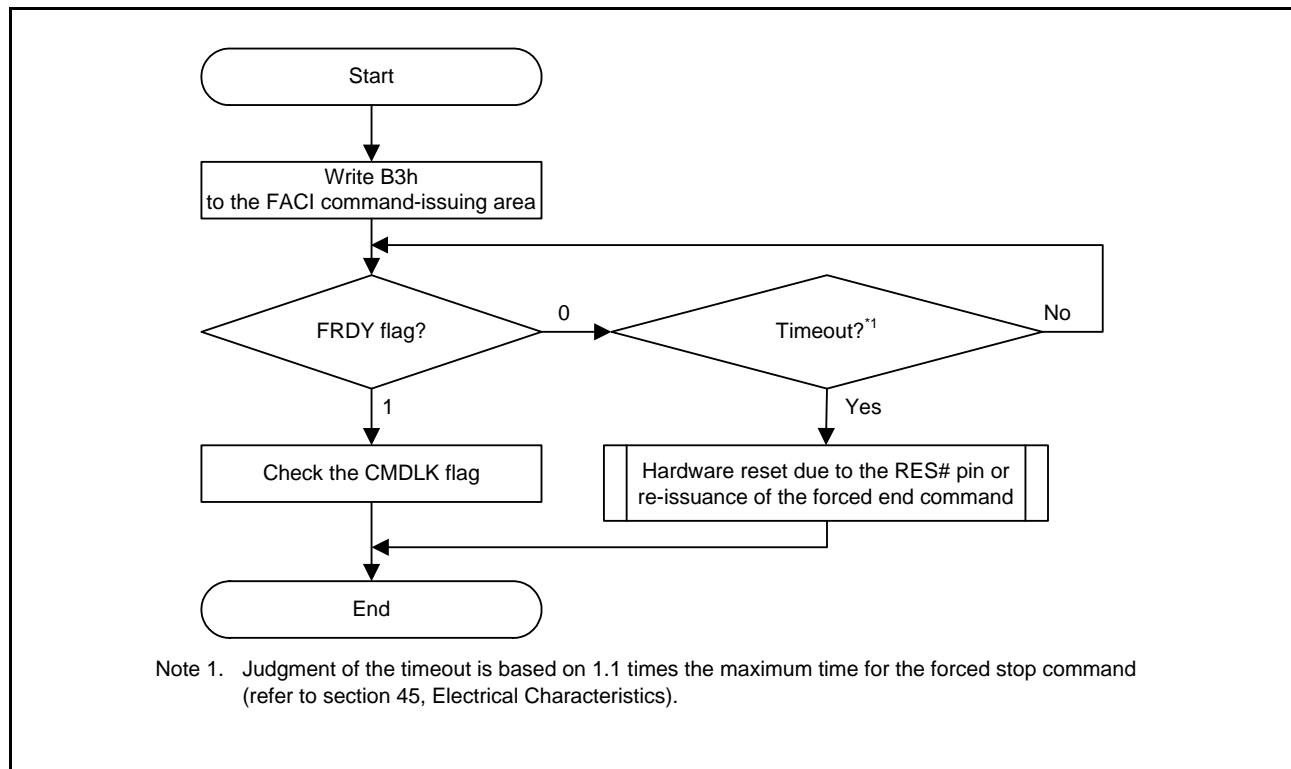 Start
Write B3h
to the FACI command-issuing area
FRDY flag?
0
Timeout?*1
No
1
Yes
Check the CMDLK flag
Hardware reset due to the RES# pin or
re-issuance of the forced end command
End
Note 1. Judgment of the timeout is based on 1.1 times the maximum time for the forced stop command
(refer to section 45, Electrical Characteristics).